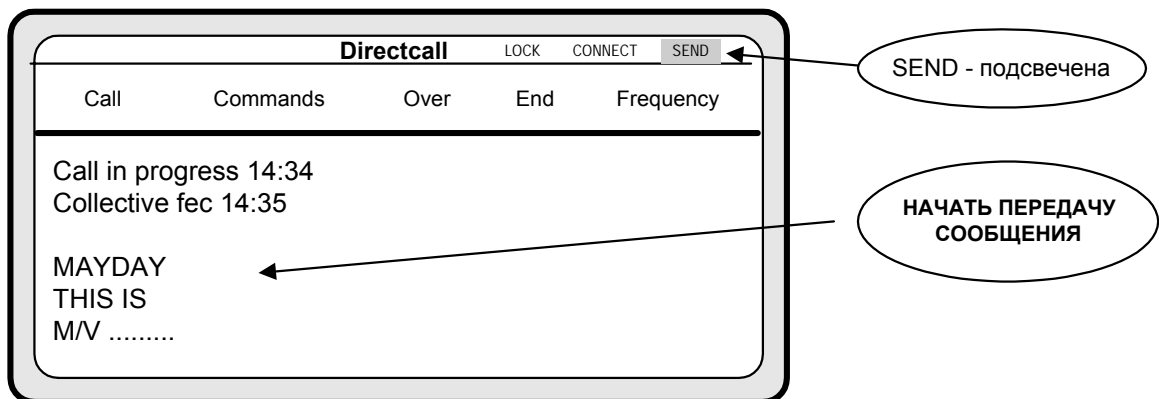 Directcall LOCK CONNECT SEND
SEND - подсвечена
Call Commands Over End Frequency
Call in progress 14:34
Collective fec 14:35
НАЧАТЬ ПЕРЕДАЧУ
СООБЩЕНИЯ
MAYDAY
THIS IS
M/V .........